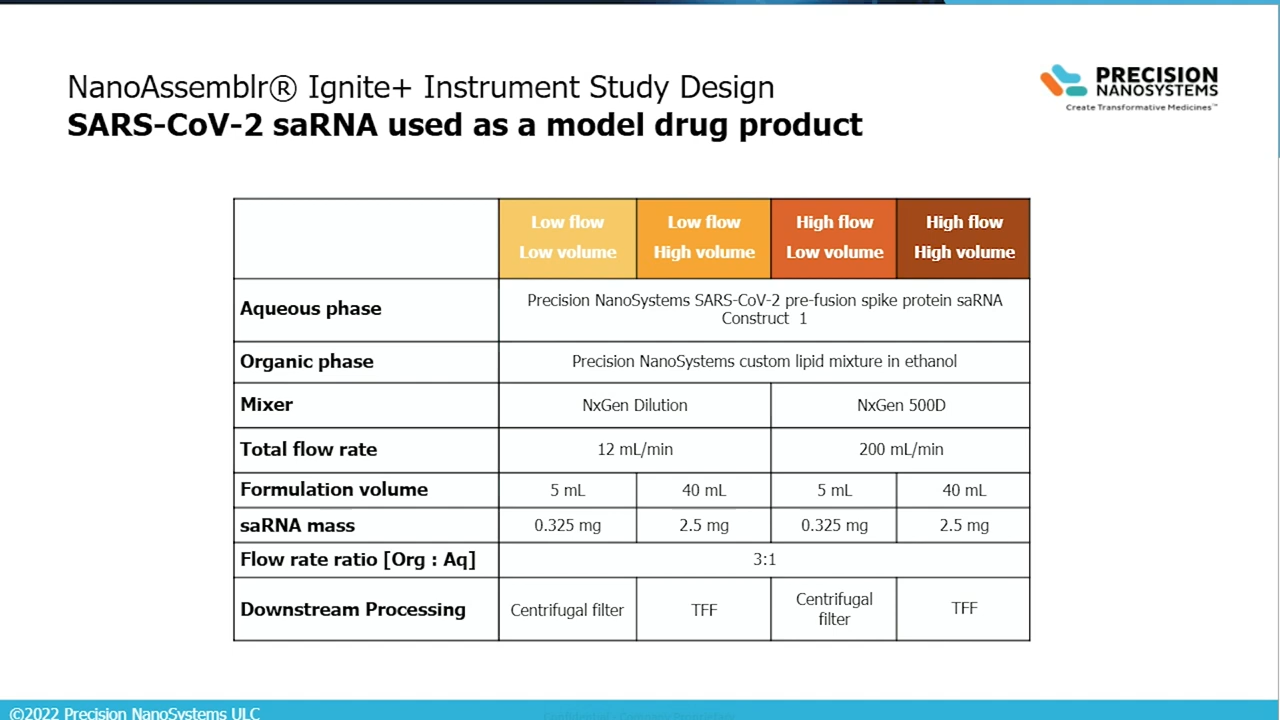 NanoAssemblr® Ignite+ Instrument Study Design
SARS-CoV-2 saRNA used as a model drug product
PRECISION
NANOSYSTEMS
Create Transformative Medicines™
Low flow Low flow High flow High flow
Low volume High volume Low volume High volume
Aqueous phase
Precision NanoSystems SARS-CoV-2 pre-fusion spike protein saRNA
Construct 1
Organic phase Precision NanoSystems custom lipid mixture in ethanol
Mixer NxGen Dilution NxGen 500D
Total flow rate 12 mL/min 200 mL/min
Formulation volume 5 mL 40 mL 5 mL 40 mL
saRNA mass 0.325 mg 2.5 mg 0.325 mg 2.5 mg
Flow rate ratio [Org : Aq] 3:1
Downstream Processing Centrifugal filter TFF Centrifugal filter TFF
©2022 Precision NanoSystems ULC